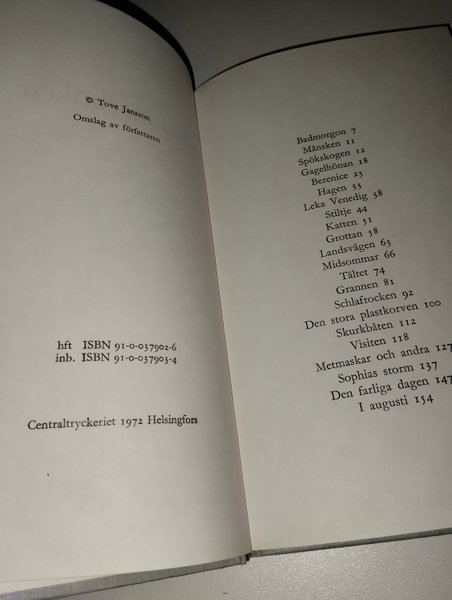 © Tove Jansson
Omslag av författaren
hft ISBN 91-0-037902-6
inb. ISBN 91-0-037903-4
Centraltryckeriet 1972 Helsingfors
Badmorgon 7
Månsken 11
Spökskogen 12
Gagelhönan 18
Berenice 23
Hagen 33
Leka Venedig 38
Stiltje 44
Katten 51
Grottan 58
Landsvägen 63
Midsommar 66
Tältet 74
Grannen 81
Schlafrocken 92
Den stora plastkorven 100
Skurkbåten 112
Visiten 118
Metmaskar och andra 127
Sophias storm 137
Den farliga dagen 147
I augusti 154